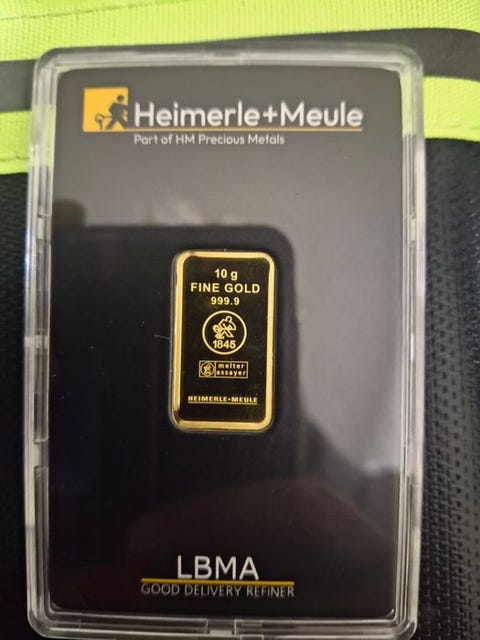 Heimerle+Meule
Part of HM Precious Metals
10 g
FINE GOLD
999.9
1845
melter
assayer
HEIMERLE+MEULE
LBMA
GOOD DELIVERY REFINER